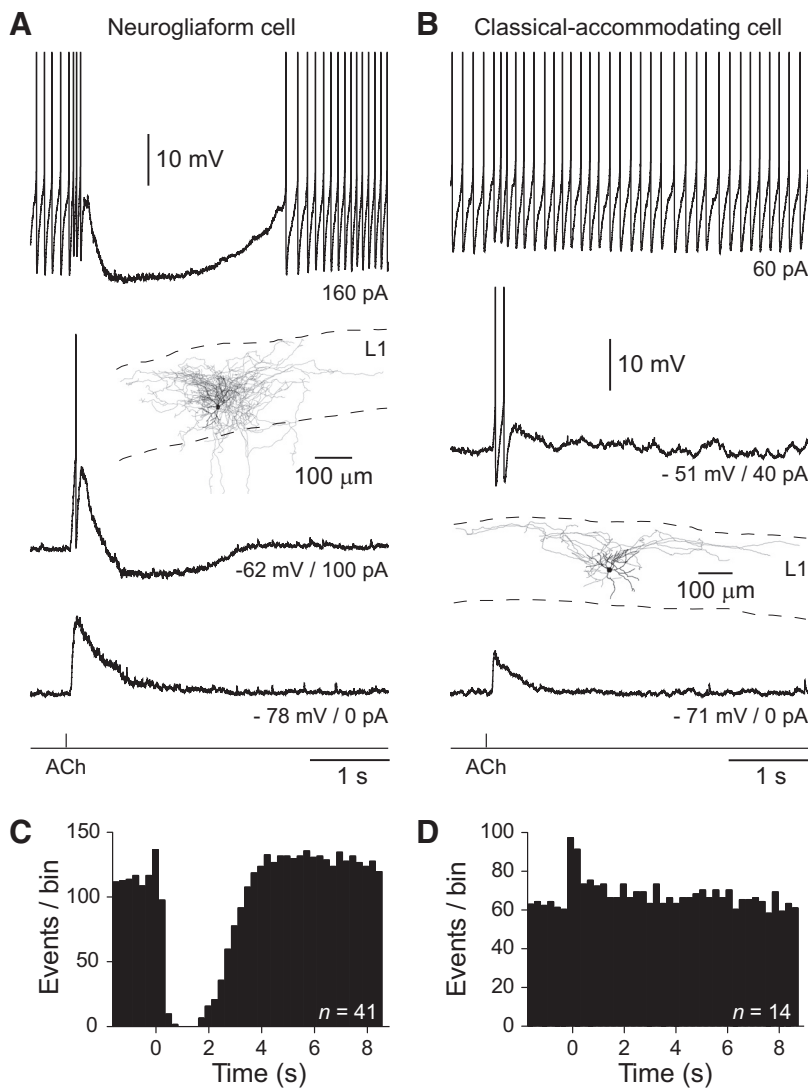 A Neurogliaform cell
10 mV
160 pA
L1
100 μm
-62 mV / 100 pA
- 78 mV / 0 pA
ACh
1 s
B Classical-accommodating cell
60 pA
10 mV
- 51 mV / 40 pA
L1
100 μm
- 71 mV / 0 pA
ACh
1 s
C
Events / bin
150
100
50
0
n = 41
0 2 4 6 8
Time (s)
D
Events / bin
100
80
60
40
20
0
n = 14
0 2 4 6 8
Time (s)